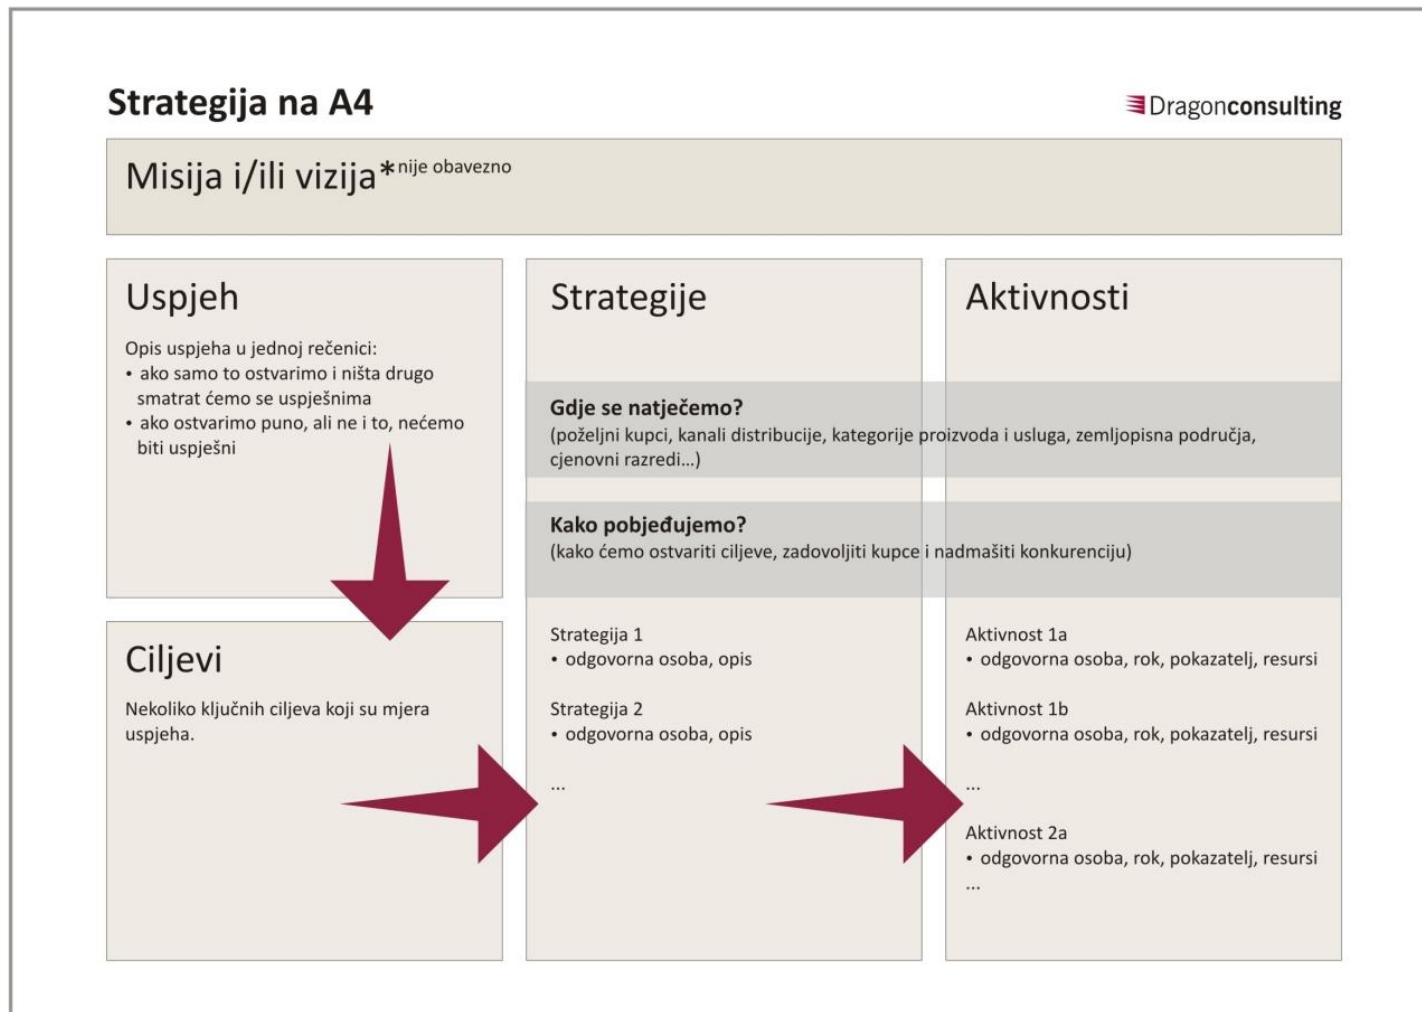 Strategija na A4
Dragonconsulting
Misija i/ili vizija*nije obavezno
Uspjeh
Opis uspjeha u jednoj rečenici:
• ako samo to ostvarimo i ništa drugo
smatrat ćemo se uspješnima
• ako ostvarimo puno, ali ne i to, nećemo
biti uspješni
Ciljevi
Nekoliko ključnih ciljeva koji su mjera
uspjeha.
Strategije
Aktivnosti
Gdje se natječemo?
(poželjni kupci, kanali distribucije, kategorije proizvoda i usluga, zemljopisna područja,
cjenovni razredi...)
Kako pobjeđujemo?
(kako ćemo ostvariti ciljeve, zadovoljiti kupce i nadmašiti konkurenciju)
Strategija 1
• odgovorna osoba, opis
Strategija 2
• odgovorna osoba, opis
...
Aktivnost 1a
• odgovorna osoba, rok, pokazatelj, resursi
Aktivnost 1b
• odgovorna osoba, rok, pokazatelj, resursi
...
Aktivnost 2a
• odgovorna osoba, rok, pokazatelj, resursi
...